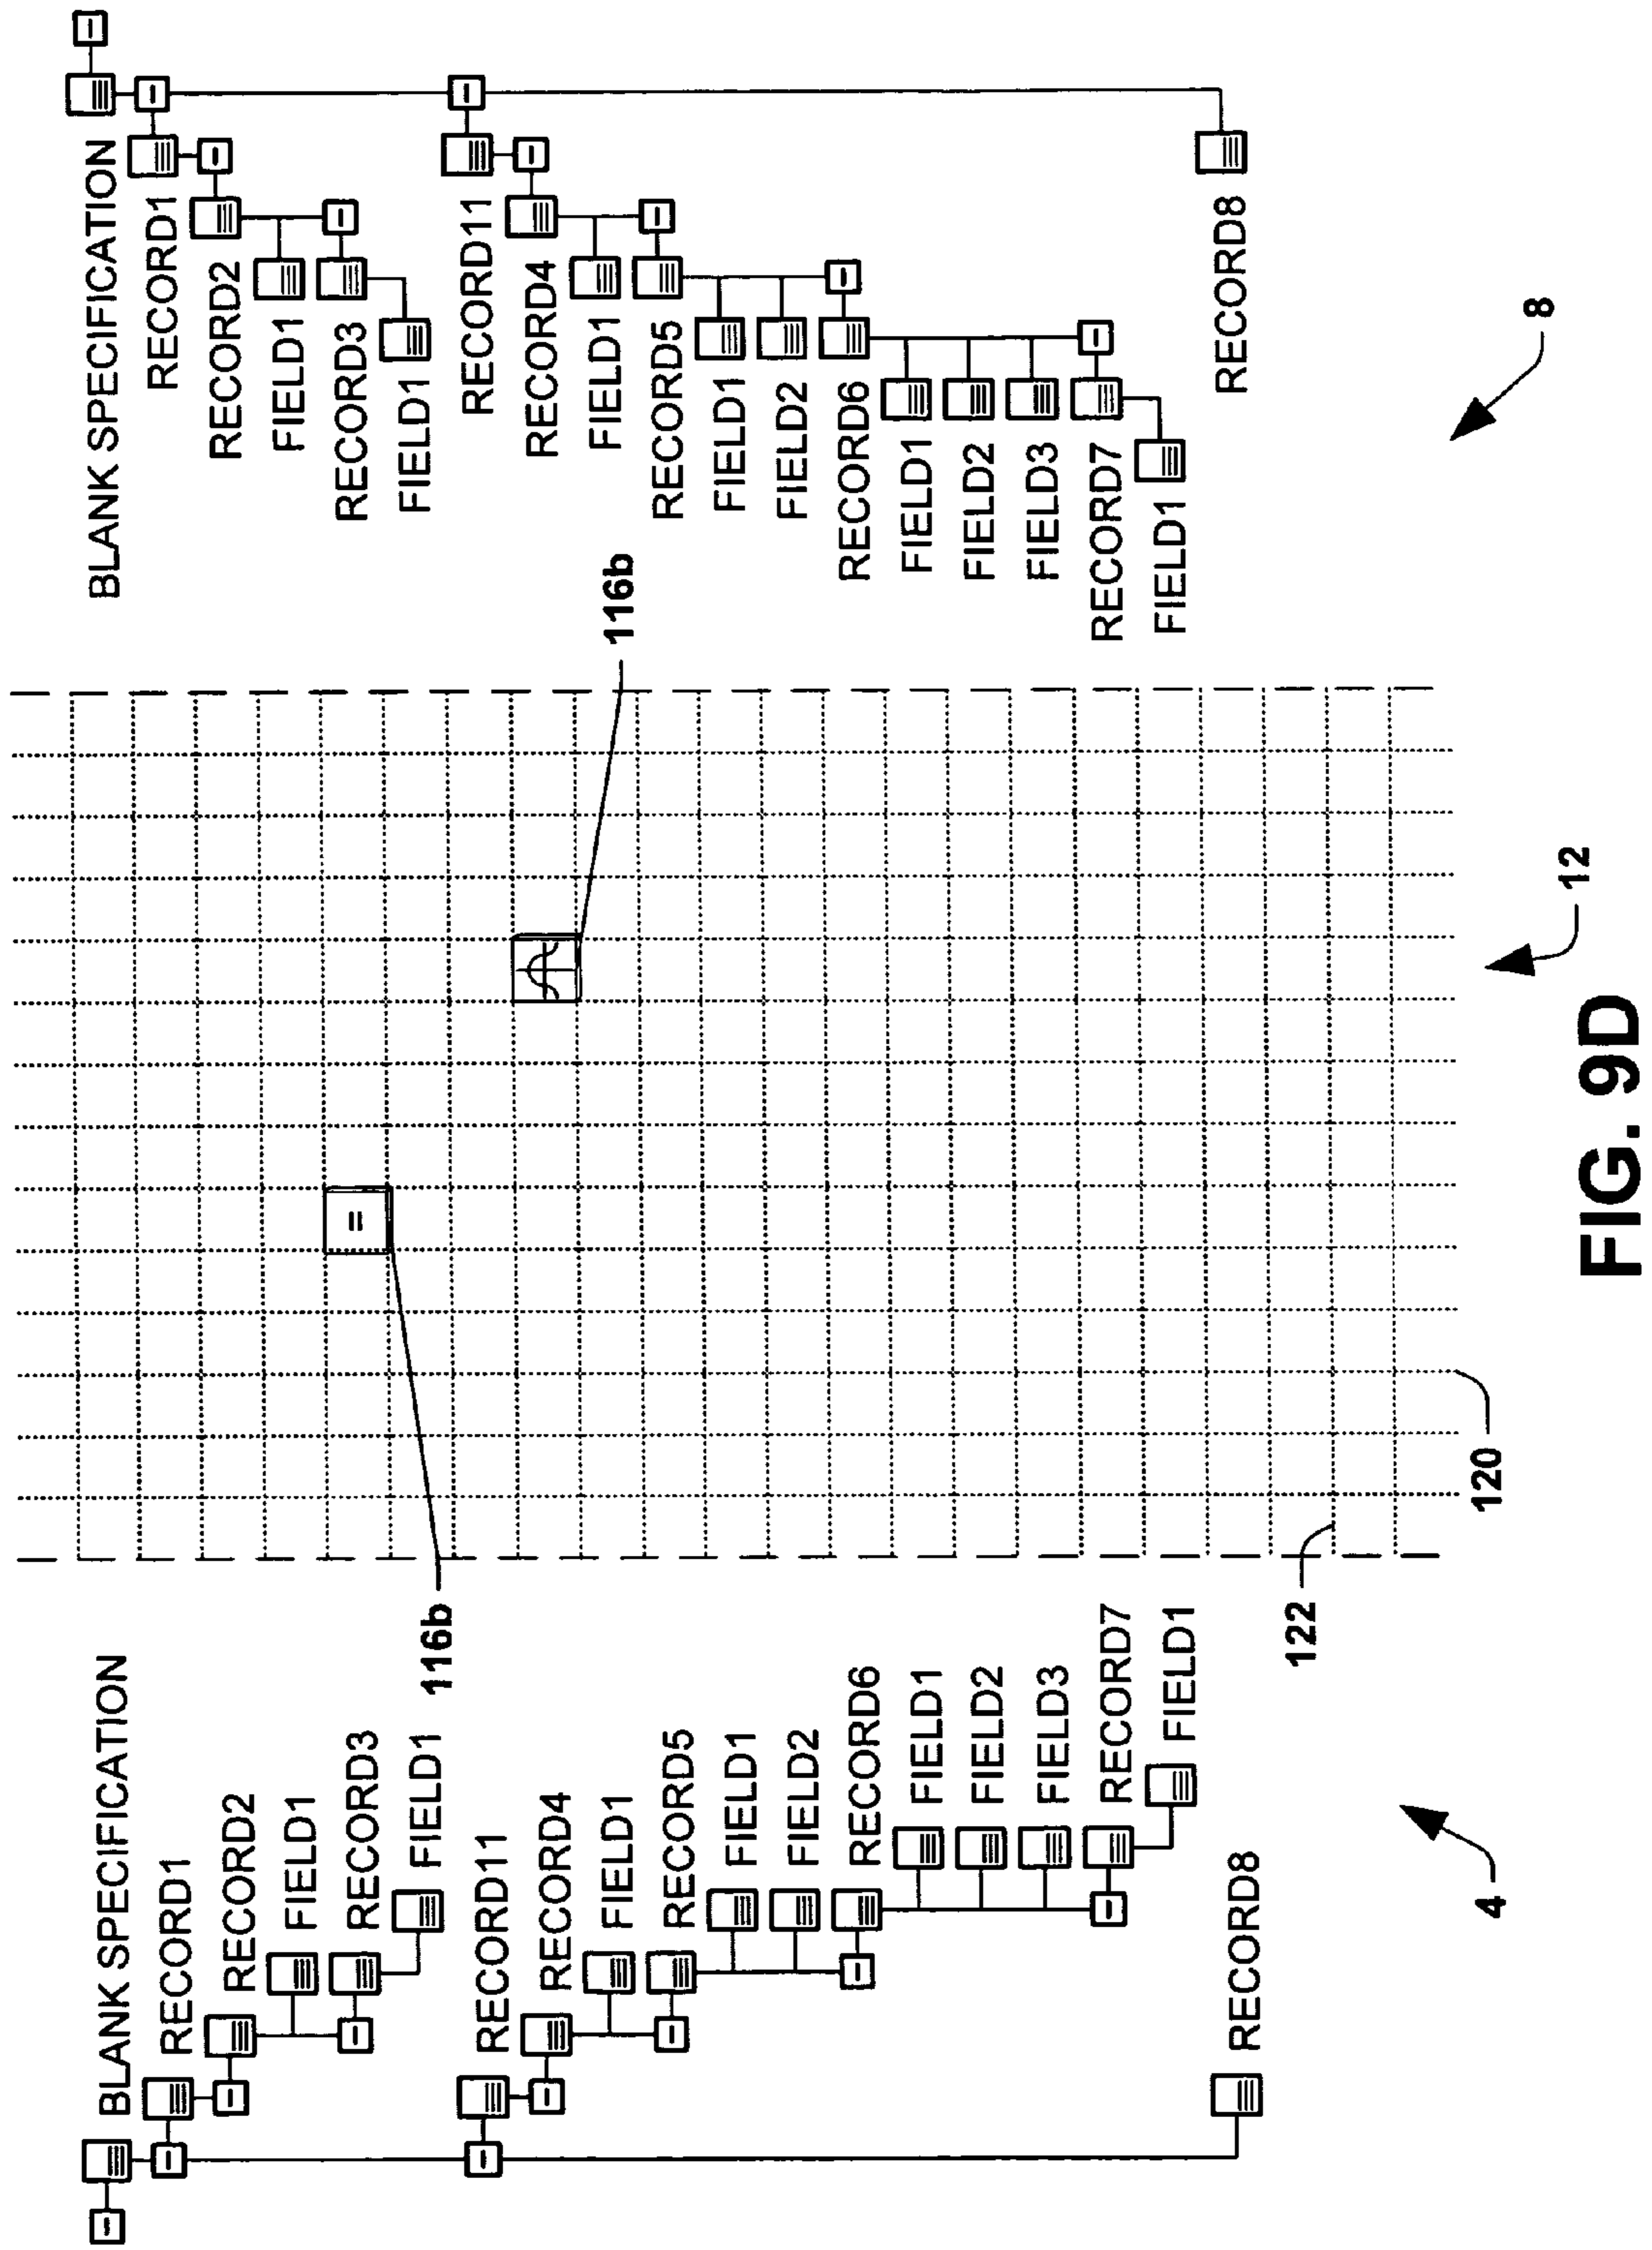 BLANK SPECIFICATION
RECORD1
RECORD2
FIELD1
RECORD3
FIELD1
RECORD11
RECORD4
FIELD1
RECORD5
FIELD1
FIELD2
RECORD6
FIELD1
FIELD2
FIELD3
RECORD7
FIELD1
RECORD8
4
116b
=
116b
122
120
12
BLANK SPECIFICATION
RECORD1
RECORD2
FIELD1
RECORD3
FIELD1
RECORD11
RECORD4
FIELD1
RECORD5
FIELD1
FIELD2
RECORD6
FIELD1
FIELD2
FIELD3
RECORD7
FIELD1
RECORD8
8
FIG. 9D